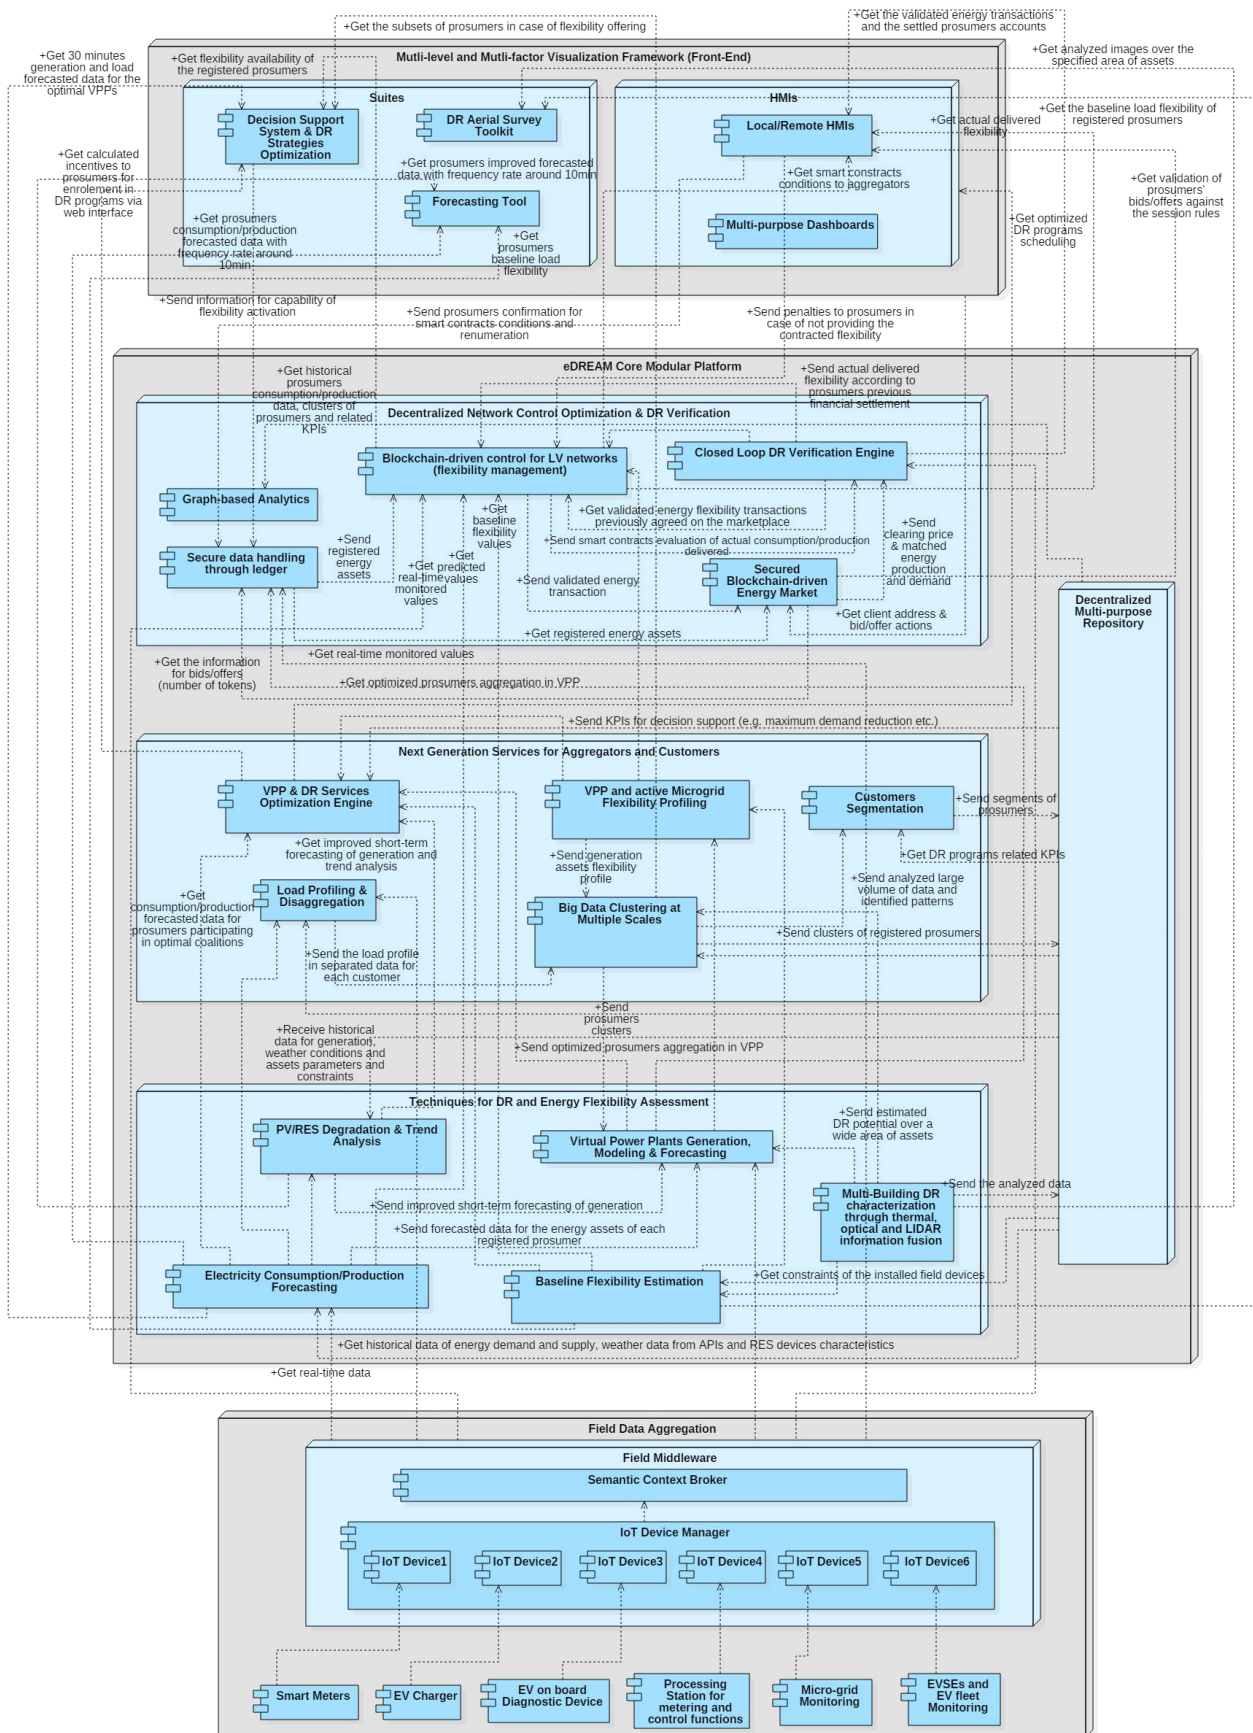 +Get the subsets of prosumers in case of flexibility offering
+Get the validated energy transactions
and the settled prosumers accounts
+Get 30 minutes
generation and load
forecasted data for the
optimal VPPs
+Get flexibility availability of
the registered prosumers
Mutli-level and Mutli-factor Visualization Framework (Front-End)
+Get analyzed images over the
specified area of assets
Suites
HMIs
Decision Support
System & DR
Strategies
Optimization
DR Aerial Survey
Toolkit
Local/Remote HMIs
+Get actual delivered
flexibility
+Get the baseline load flexibility of
registered prosumers
+Get calculated
incentives to
prosumers for
enrolement in
DR programs via
web interface
+Get prosumers improved forecasted
data with frequency rate around 10min
+Get smart constracts
conditions to aggregators
+Get validation of
prosumers'
bids/offers against
the session rules
Forecasting Tool
Multi-purpose Dashboards
+Get prosumers
consumption/production
forecasted data with
frequency rate around
10min
+Get
prosumers
baseline load
flexibility
+Get optimized
DR programs
scheduling
+Send information for capability of
flexibility activation
+Send prosumers confirmation for
smart contracts conditions and
renumeration
+Send penalties to prosumers in
case of not providing the
contracted flexibility
eDREAM Core Modular Platform
+Get historical
prosumers
consumption/production
data, clusters of
prosumers and related
KPIs
+Send actual delivered
flexibility according to
prosumers previous
financial settlement
Decentralized Network Control Optimization & DR Verification
Blockchain-driven control for LV networks
(flexibility management)
Closed Loop DR Verification Engine
Graph-based Analytics
+Get
baseline
flexibility
values
+Get validated energy flexibility transactions
previously agreed on the marketplace
+Send
clearing price
& matched
energy
production
and demand
+Send
registered
energy
assets
+Send smart contracts evaluation of actual consumption/production
delivered
Secure data handling
through ledger
+Get
real-time
monitored
values
+Get
predicted
values
+Send validated energy
transaction
Secured
Blockchain-driven
Energy Market
Decentralized
Multi-purpose
Repository
+Get client address &
bid/offer actions
+Get registered energy assets
+Get the information
for bids/offers
(number of tokens)
+Get real-time monitored values
+Get optimized prosumers aggregation in VPP
+Send KPIs for decision support (e.g. maximum demand reduction etc.)
Next Generation Services for Aggregators and Customers
VPP & DR Services
Optimization Engine
VPP and active Microgrid
Flexibility Profiling
Customers
Segmentation
+Send segments of
prosumers
+Get improved short-term
forecasting of generation and
trend analysis
+Send generation
assets flexibility
profile
+Get DR programs related KPIs
+Get
consumption/production
forecasted data for
prosumers participating
in optimal coalitions
Load Profiling &
Disaggregation
+Send analyzed large
volume of data and
identified patterns
Big Data Clustering at
Multiple Scales
+Send clusters of registered prosumers
+Send the load profile
in separated data for
each customer
+Send
prosumers
clusters
+Receive historical
data for generation,
weather conditions and
assets parameters and
constraints
+Send optimized prosumers aggregation in VPP
Techniques for DR and Energy Flexibility Assessment
PV/RES Degradation & Trend
Analysis
Virtual Power Plants Generation,
Modeling & Forecasting
+Send estimated
DR potential over a
wide area of assets
+Send the analyzed data
Multi-Building DR
characterization
through thermal,
optical and LIDAR
information fusion
+Send improved short-term forecasting of generation
+Send forecasted data for the energy assets of each
registered prosumer
Electricity Consumption/Production
Forecasting
Baseline Flexibility Estimation
+Get constraints of the installed field devices
+Get historical data of energy demand and supply, weather data from APIs and RES devices characteristics
+Get real-time data
Field Data Aggregation
Field Middleware
Semantic Context Broker
IoT Device Manager
IoT Device1
IoT Device2
IoT Device3
IoT Device4
IoT Device5
IoT Device6
Smart Meters
EV Charger
EV on board
Diagnostic Device
Processing
Station for
metering and
control functions
Micro-grid
Monitoring
EVSEs and
EV fleet
Monitoring